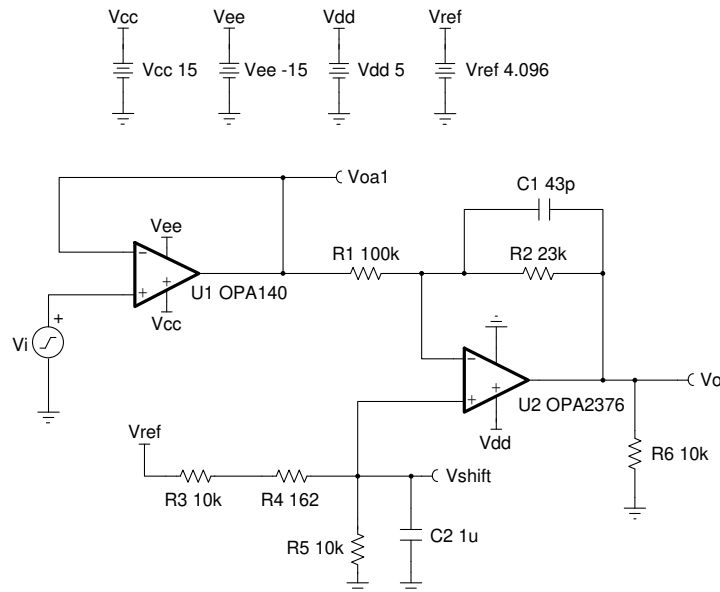 Vcc
Vee
Vdd
Vref
Vcc 15
Vee -15
Vdd 5
Vref 4.096
Voa1
C1 43p
Vee
R1 100k
R2 23k
U1 OPA140
Vcc
Vi
+
Vo
U2 OPA2376
Vref
Vdd
R6 10k
Vshift
R3 10k
R4 162
R5 10k
C2 1u